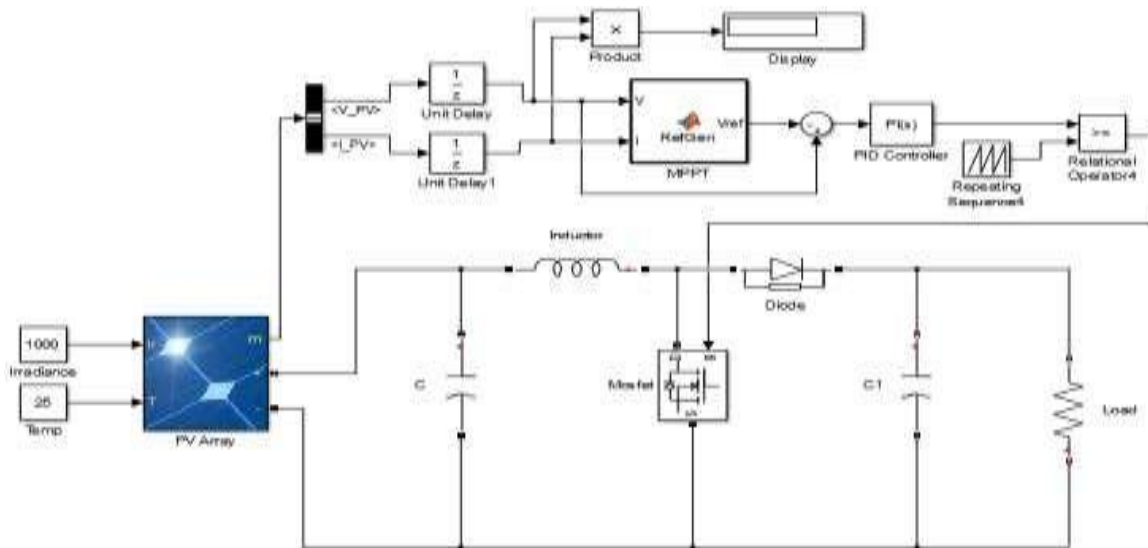 Product
Display
<V_PV>
1
z
Unit Delay
<I_PV>
1
z
Unit Delay1
V
I
RefGen
Vref
MPPT
PI(s)
PID Controller
Repeating
Sequence4
>=
Relational
Operator4
Inductor
Diode
1000
Irradiance
25
Temp
Ir
T
m
+
-
PV Array
C
Mosfet
D
g
S
C1
Load